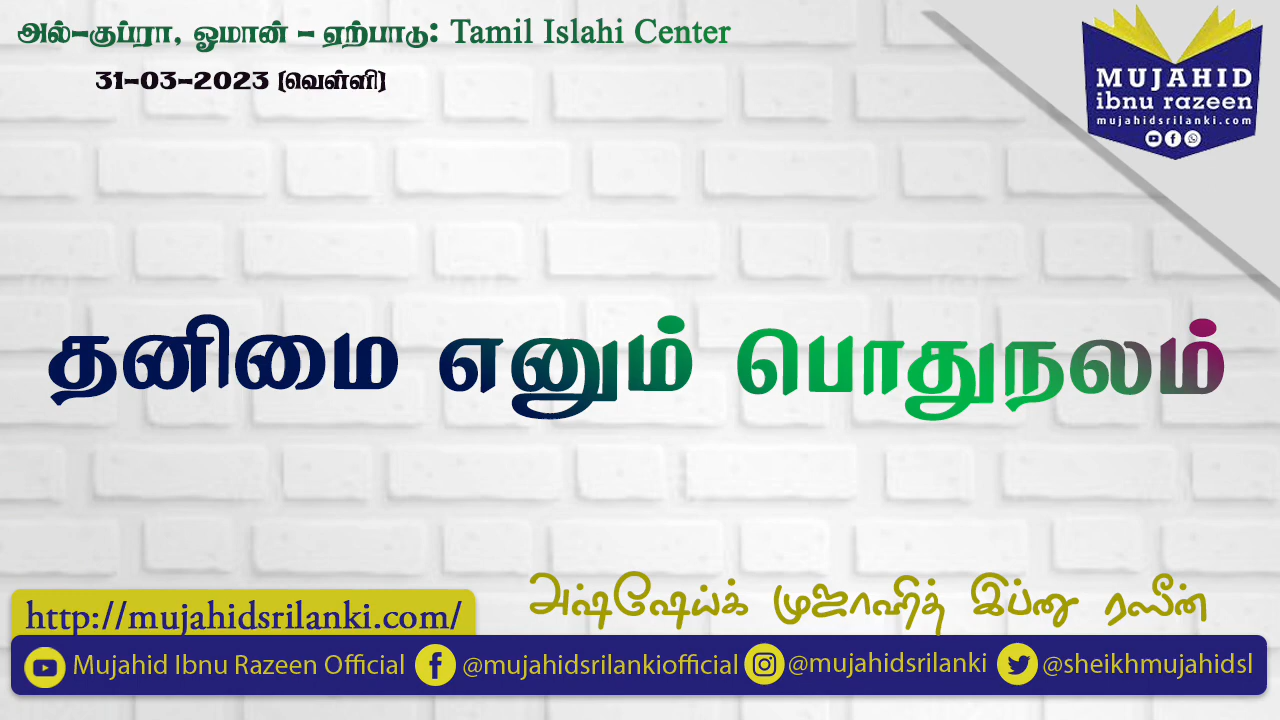 அல்-குப்ரா, ஓமான் - ஏற்பாடு: Tamil Islahi Center
31-03-2023 (வெள்ளி)
MUJAHID
ibnu razeen
mujahidsrilanki.com
தனிமை எனும் பொதுநலம்
அஷ்ஷேய்க் முஜாஹித் இப்னு ரஸீன்
http://mujahidsrilanki.com/
Mujahid Ibnu Razeen Official @mujahidsrilankiofficial @mujahidsrilanki @sheikhmujahidsl